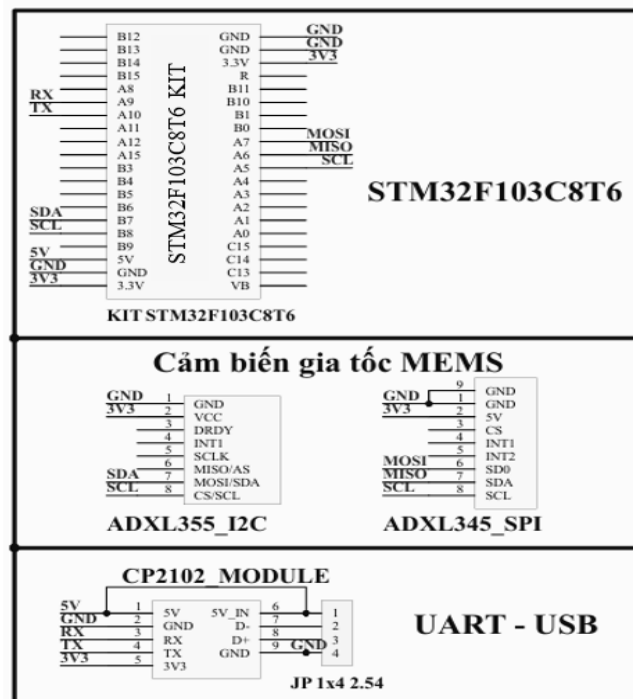 B12 GND GND
B13 GND GND
B14 3.3V 3V3
B15 R
A8 B11
RX A9 B10
TX A10 B1
A11 B0
A12 A7 MOSI
A15 A6 MISO
B3 A5 SCL
B4 A4
B5 A3
B6 A2
SDA B7 A1
SCL B8 A0
B9 C15
5V 5V C14
GND GND C13
3V3 3.3V VB
STM32F103C8T6 KIT
KIT STM32F103C8T6
STM32F103C8T6
Cảm biến gia tốc MEMS
GND 1 GND
3V3 2 VCC
3 DRDY
4 INT1
5 SCLK
6 MISO/AS
SDA 7 MOSI/SDA
SCL 8 CS/SCL
ADXL355_I2C
9 GND
GND 1 GND
3V3 2 5V
3 CS
4 INT1
5 INT2
MOSI 6 SD0
MISO 7 SDA
SCL 8 SCL
ADXL345_SPI
CP2102_MODULE
5V 1 5V 5V_IN 6 1
GND 2 GND D- 7 2
RX 3 RX D+ 8 3
TX 4 TX GND 9 GND 4
3V3 5 3V3
JP 1x4 2.54
UART - USB